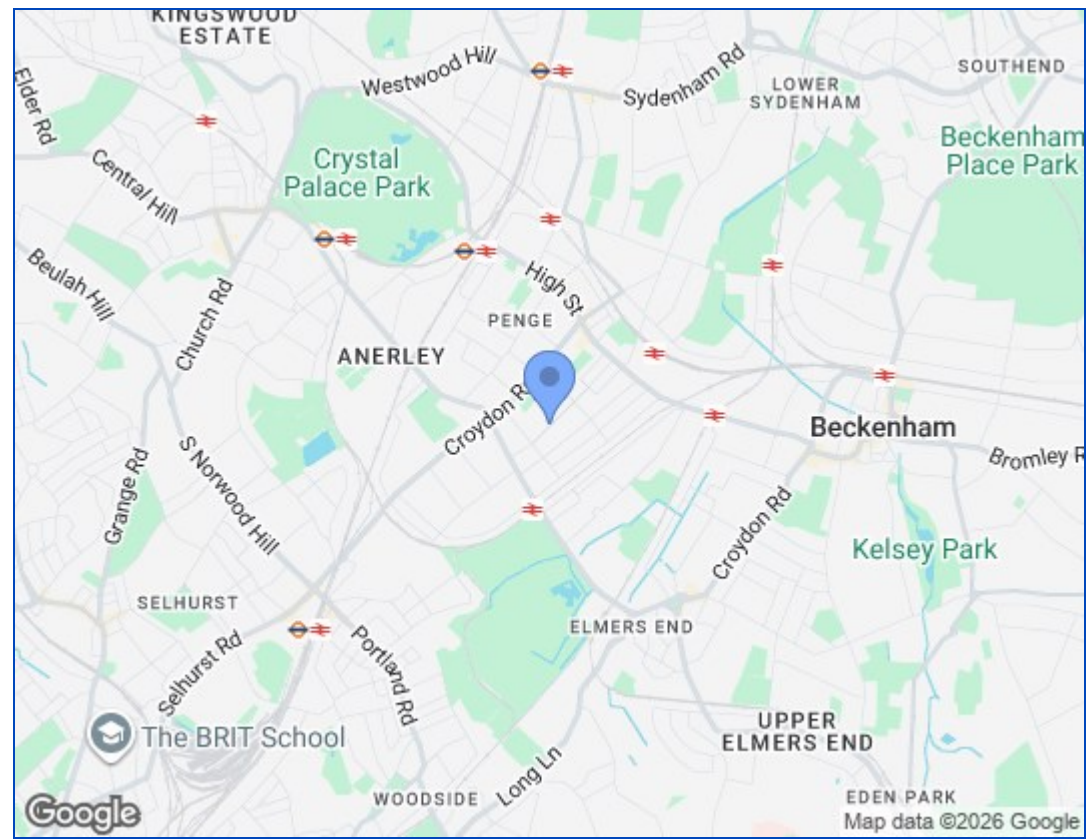 KINGSWOOD
ESTATE
Westwood Hill
Sydenham Rd
LOWER
SYDENHAM
SOUTHEND
Elder Rd
Central Hill
Crystal
Palace Park
Beckenham
Place Park
Beulah Hill
Church Rd
High St
PENGE
ANERLEY
Croydon R
Beckenham
Bromley R
S Norwood Hill
Grange Rd
Croydon Rd
Kelsey Park
SELHURST
Selhurst Rd
Portland Rd
ELMERS END
The BRIT School
UPPER
ELMERS END
Long Ln
WOODSIDE
EDEN PARK
Google
Map data ©2026 Google